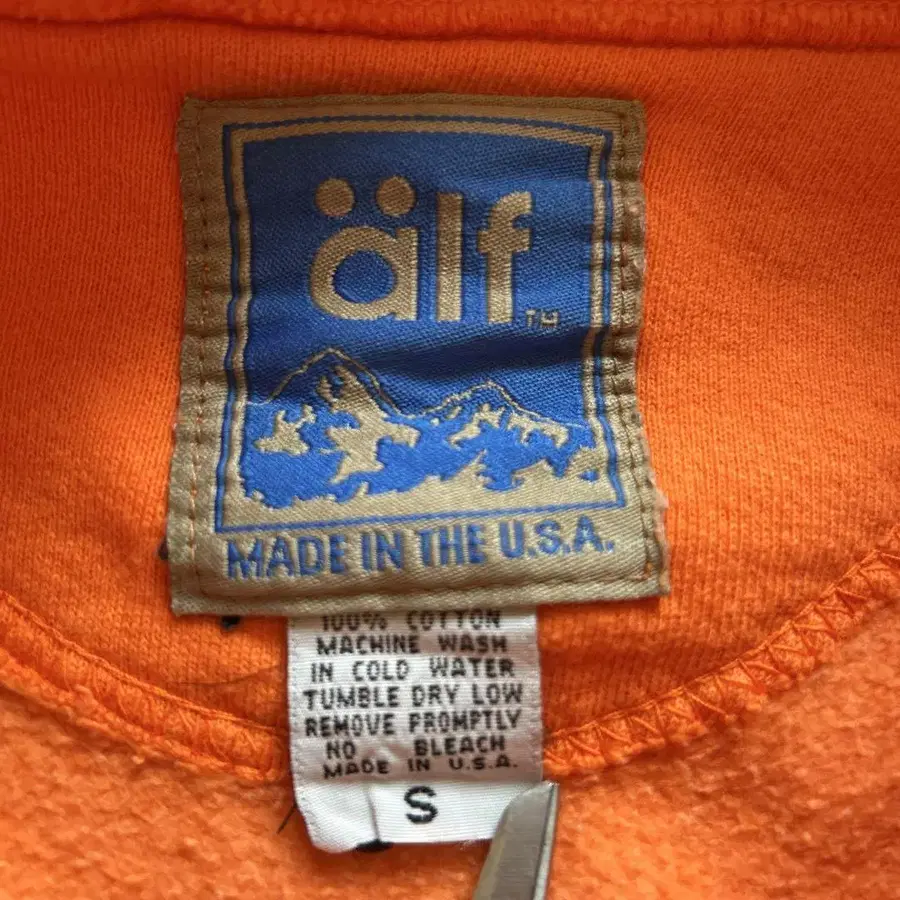 älf
TM
MADE IN THE U.S.A.
100% COTTON
MACHINE WASH
IN COLD WATER
TUMBLE DRY LOW
REMOVE PROMPTLY
NO BLEACH
MADE IN U.S.A.
S